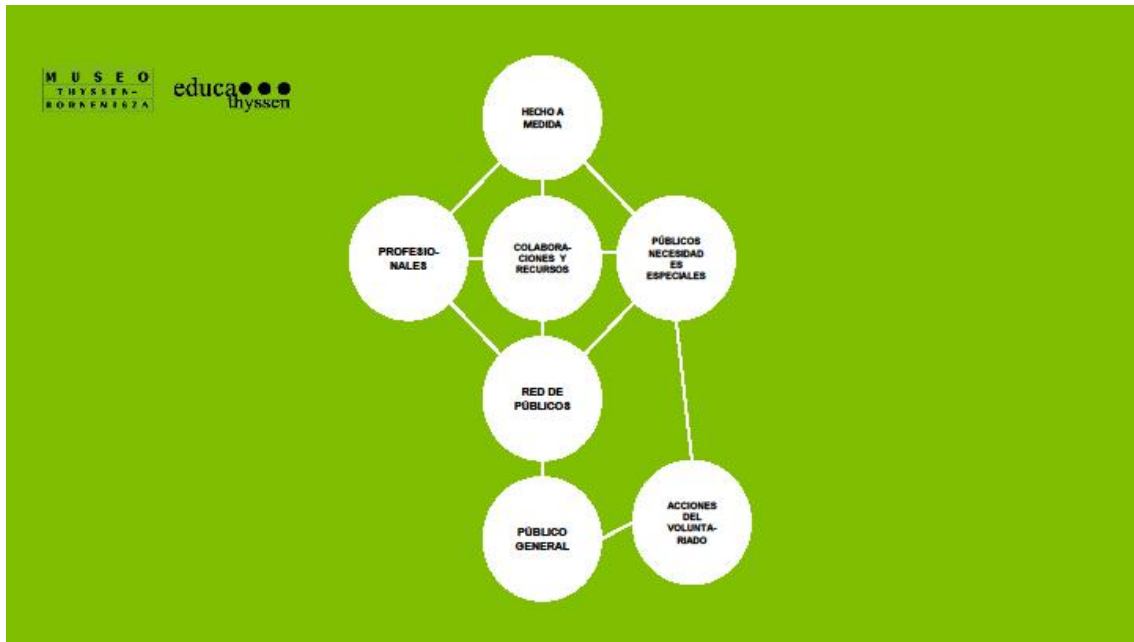 MUSEO
THYSSEN-
BORNEMISZA
educa
thyssen
HECHO A
MEDIDA
PROFESIO-
NALES
COLABORA-
CIONES Y
RECURSOS
PÚBLICOS
NECESIDAD
ES
ESPECIALES
RED DE
PÚBLICOS
PÚBLICO
GENERAL
ACCIONES
DEL
VOLUNTA-
RIADO